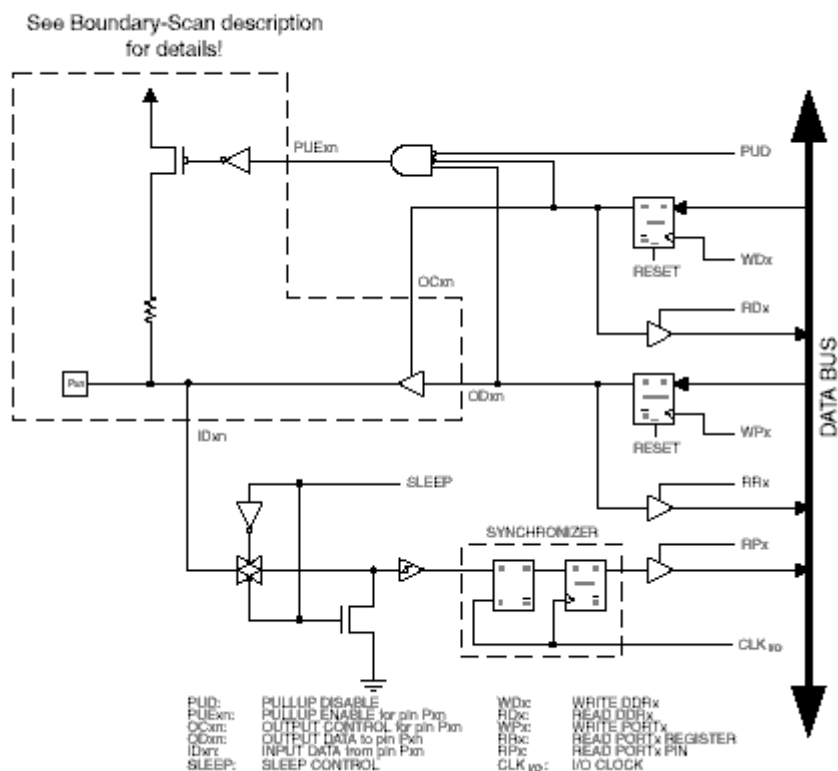 See Boundary-Scan description
for details!
PUExn
PUD
RESET
WDx
OCxn
RDx
Pxn
ODxn
IDxn
RESET
WPx
DATA BUS
SLEEP
RRx
SYNCHRONIZER
RPx
CLK I/O
PUD: PULLUP DISABLE
PUExn: PULLUP ENABLE for pin Pxn
OCxn: OUTPUT CONTROL for pin Pxn
ODxn: OUTPUT DATA to pin Pxn
IDxn: INPUT DATA from pin Pxn
SLEEP: SLEEP CONTROL
WDx: WRITE DDRx
RDx: READ DDRx
WPx: WRITE PORTx
RRx: READ PORTx REGISTER
RPx: READ PORTx PIN
CLK I/O: I/O CLOCK